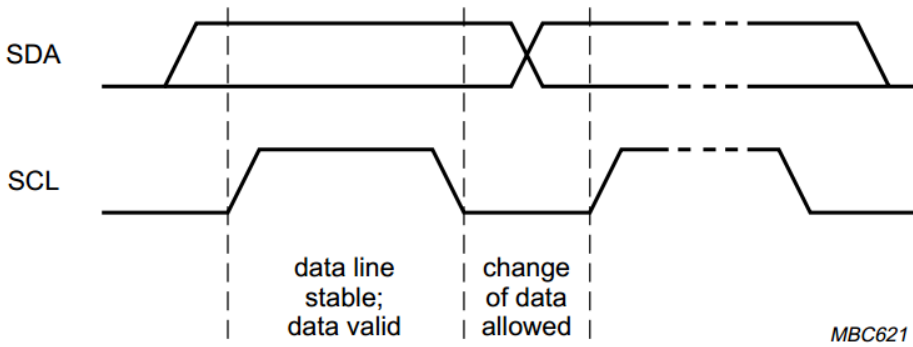 SDA
SCL
data line
stable;
data valid
change
of data
allowed
MBC621